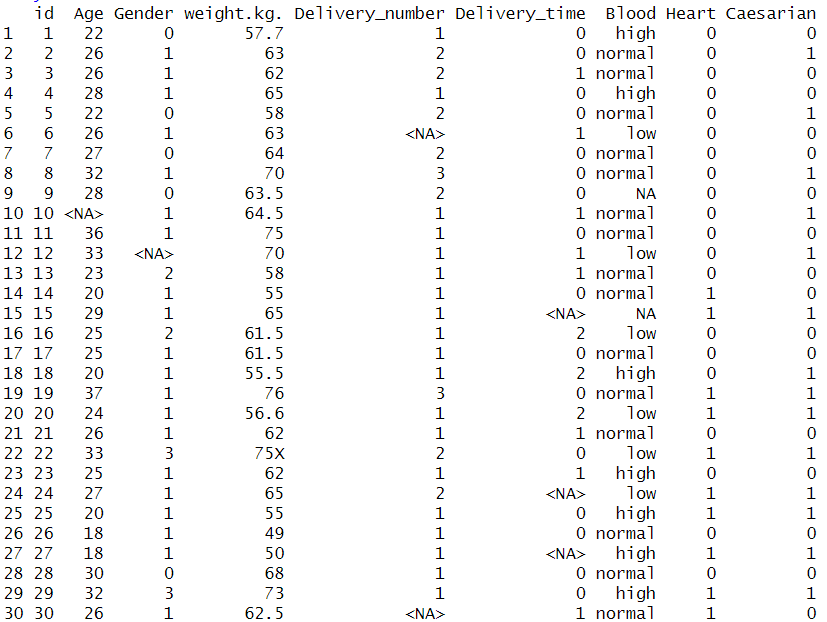 id Age Gender weight.kg. Delivery_number Delivery_time Blood Heart Caesarian
1 1 22 0 57.7 1 0 high 0 0
2 2 26 1 63 2 0 normal 0 1
3 3 26 1 62 2 1 normal 0 0
4 4 28 1 65 1 0 high 0 0
5 5 22 0 58 2 0 normal 0 1
6 6 26 1 63 <NA> 1 low 0 0
7 7 27 0 64 2 0 normal 0 0
8 8 32 1 70 3 0 normal 0 1
9 9 28 0 63.5 2 0 NA 0 0
10 10 <NA> 1 64.5 1 1 normal 0 1
11 11 36 1 75 1 0 normal 0 0
12 12 33 <NA> 70 1 1 low 0 1
13 13 23 2 58 1 1 normal 0 0
14 14 20 1 55 1 0 normal 1 0
15 15 29 1 65 1 <NA> NA 1 1
16 16 25 2 61.5 1 2 low 0 0
17 17 25 1 61.5 1 0 normal 0 0
18 18 20 1 55.5 1 2 high 0 1
19 19 37 1 76 3 0 normal 1 1
20 20 24 1 56.6 1 2 low 1 1
21 21 26 1 62 1 1 normal 0 0
22 22 33 3 75X 2 0 low 1 1
23 23 25 1 62 1 1 high 0 0
24 24 27 1 65 2 <NA> low 1 1
25 25 20 1 55 1 0 high 1 1
26 26 18 1 49 1 0 normal 0 0
27 27 18 1 50 1 <NA> high 1 1
28 28 30 0 68 1 0 normal 0 0
29 29 32 3 73 1 0 high 1 1
30 30 26 1 62.5 <NA> 1 normal 1 0